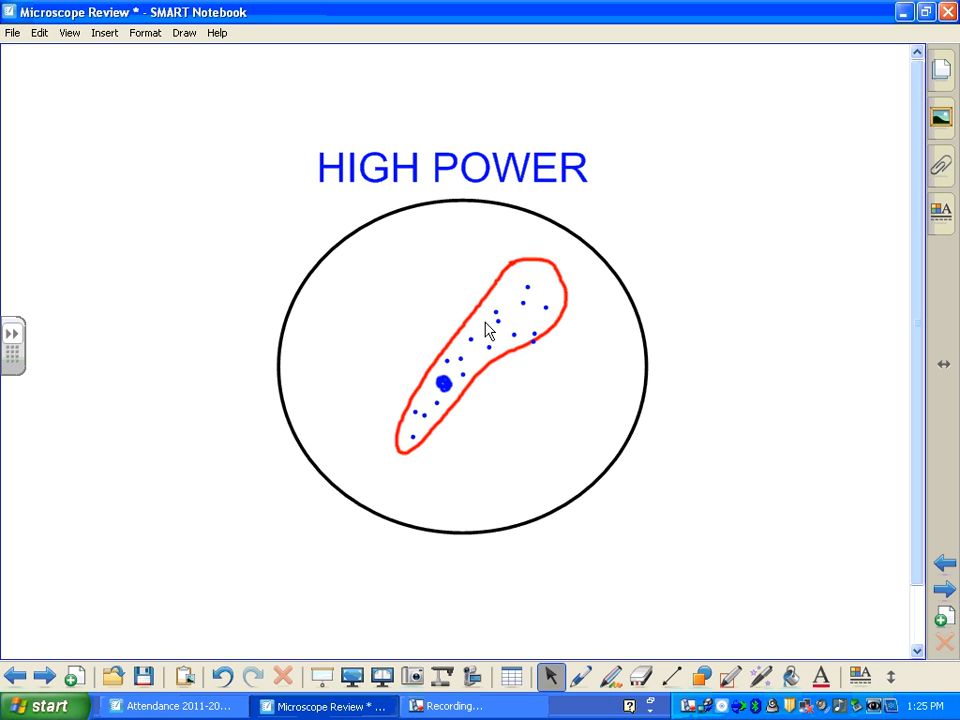 Microscope Review * - SMART Notebook
File Edit View Insert Format Draw Help
HIGH POWER
start
Attendance 2011-20...
Microscope Review * ...
Recording...
1:25 PM